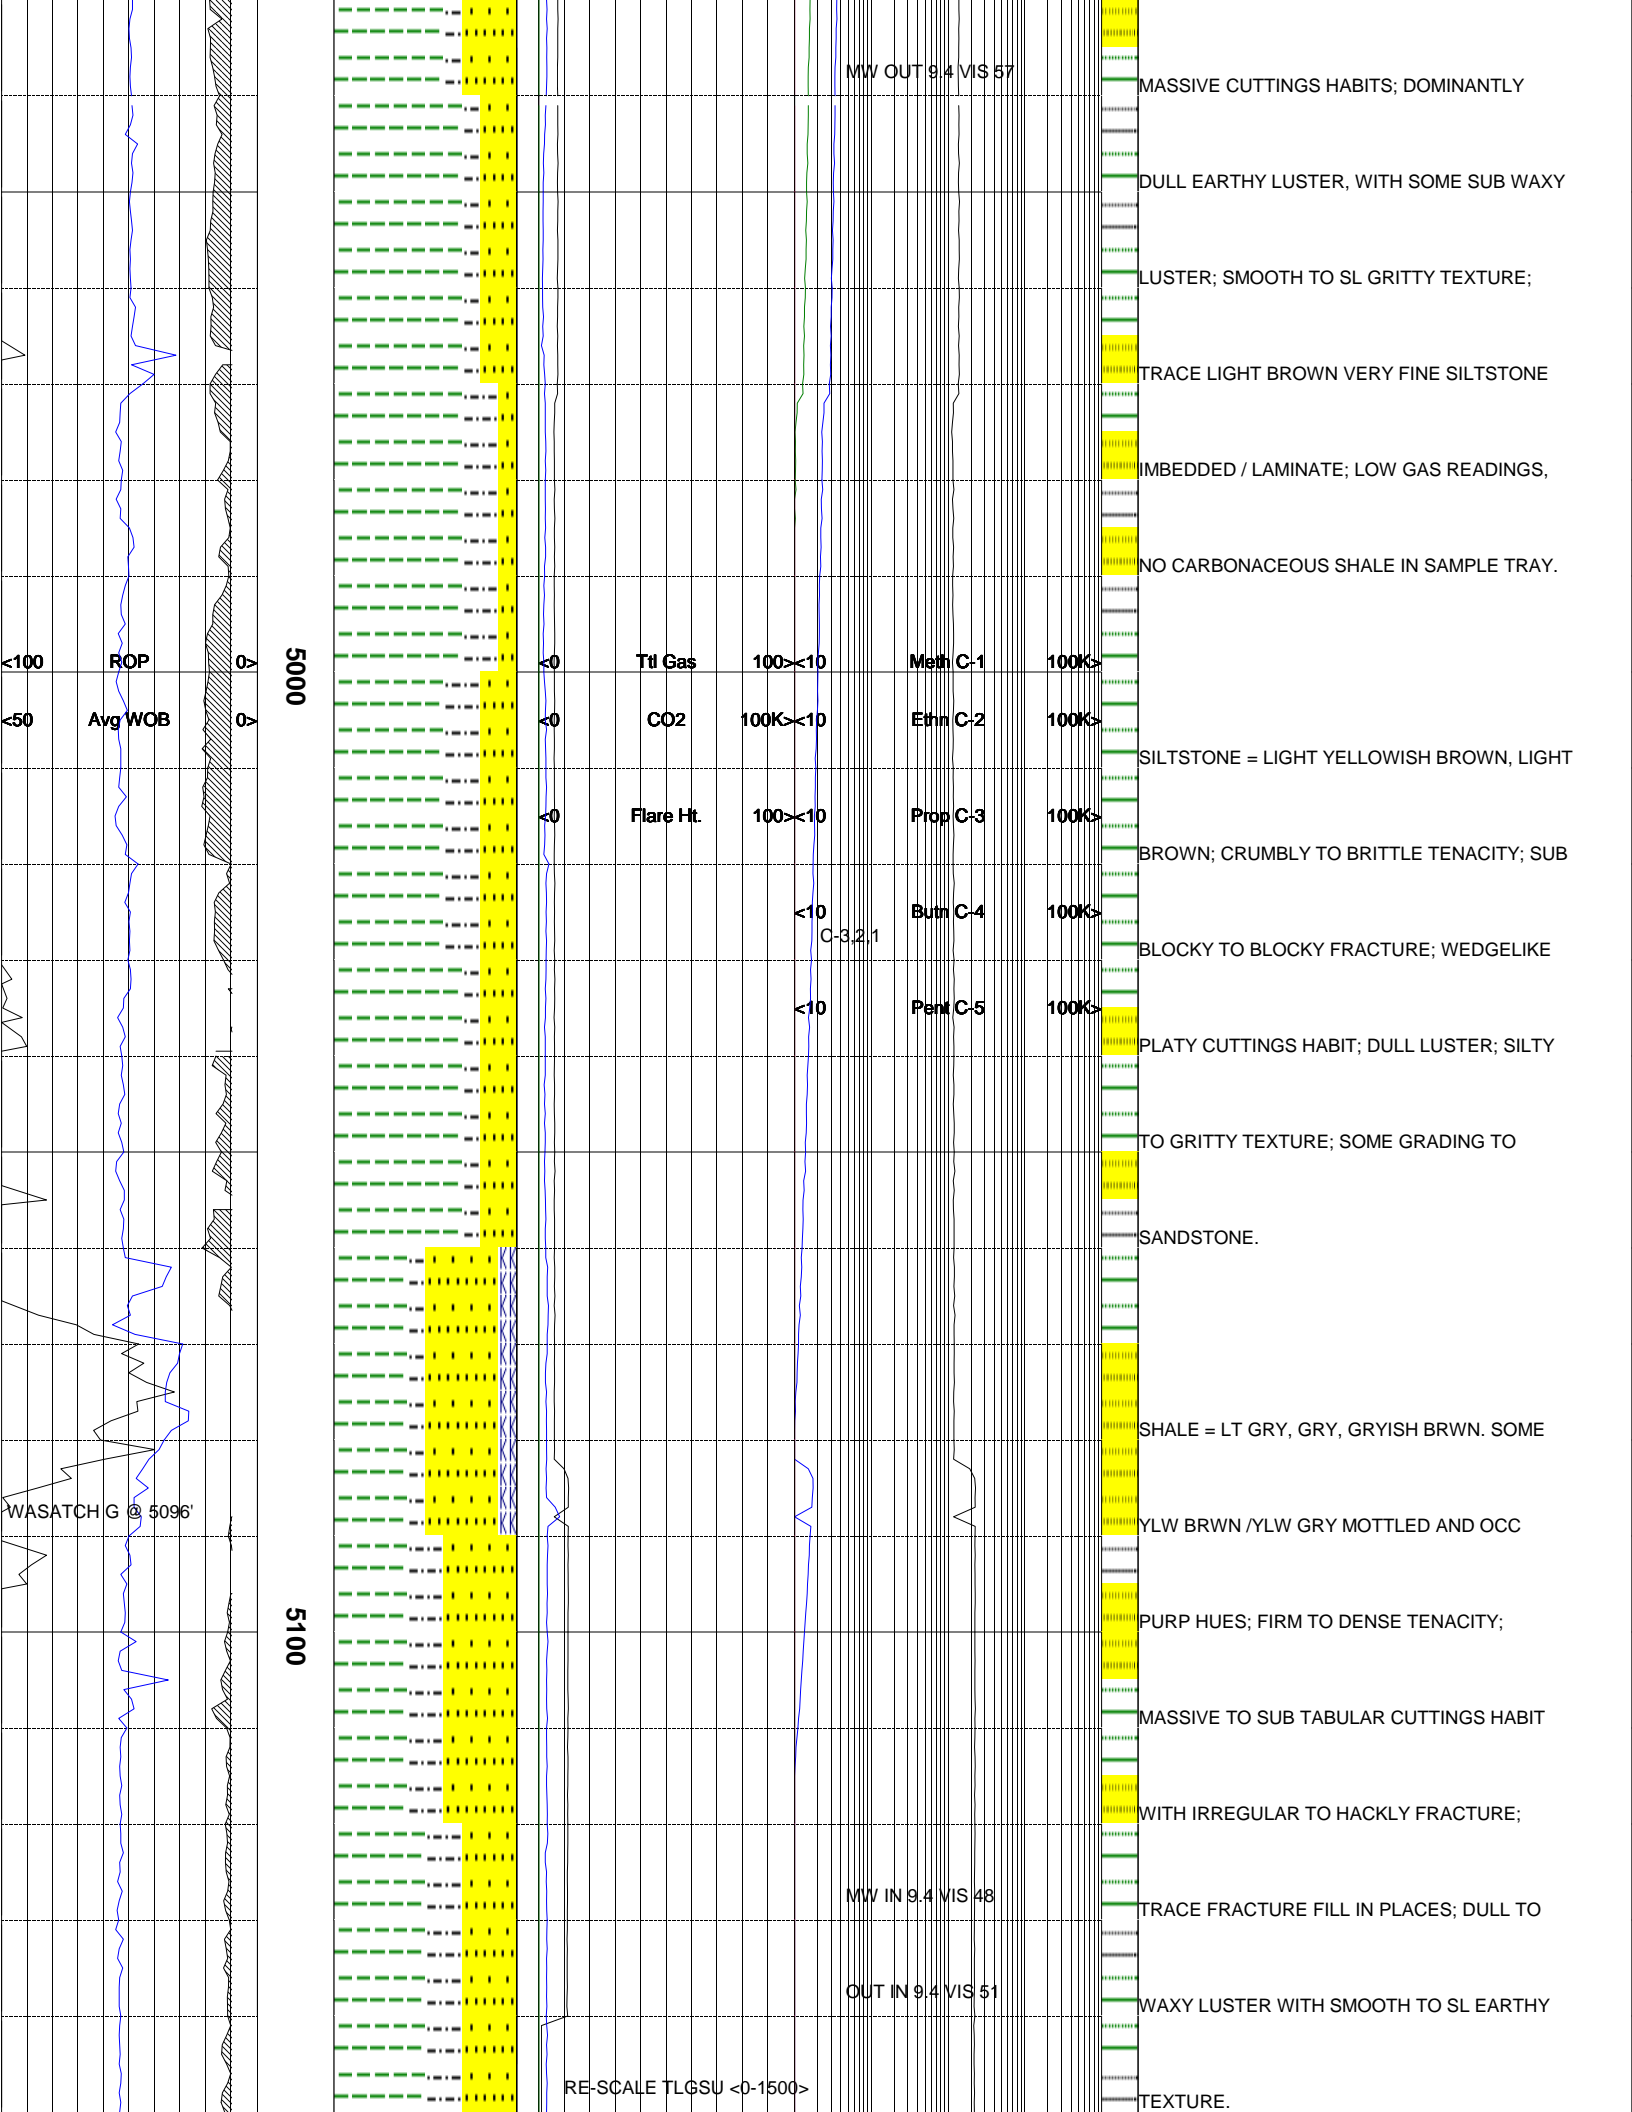 MW OUT 9.4 VIS 57
MASSIVE CUTTINGS HABITS; DOMINANTLY
DULL EARTHY LUSTER, WITH SOME SUB WAXY
LUSTER; SMOOTH TO SL GRITTY TEXTURE;
TRACE LIGHT BROWN VERY FINE SILTSTONE
IMBEDDED / LAMINATE; LOW GAS READINGS,
NO CARBONACEOUS SHALE IN SAMPLE TRAY.
<100 ROP 0>
5000
<0 Ttl Gas 100>
<10 Meth C-1 100K>
<50 Avg WOB 0>
<0 CO2 100K>
<10 Ethn C-2 100K>
SILTSTONE = LIGHT YELLOWISH BROWN, LIGHT
<0 Flare Ht. 100>
<10 Prop C-3 100K>
BROWN; CRUMBLY TO BRITTLE TENACITY; SUB
<10 Butn C-4 100K>
C-3,2,1
BLOCKY TO BLOCKY FRACTURE; WEDGELIKE
<10 Pent C-5 100K>
PLATY CUTTINGS HABIT; DULL LUSTER; SILTY
TO GRITTY TEXTURE; SOME GRADING TO
SANDSTONE.
SHALE = LT GRY, GRY, GRYISH BRWN. SOME
WASATCH G @ 5096'
YLW BRWN /YLW GRY MOTTLED AND OCC
5100
PURP HUES; FIRM TO DENSE TENACITY;
MASSIVE TO SUB TABULAR CUTTINGS HABIT
WITH IRREGULAR TO HACKLY FRACTURE;
MW IN 9.4 VIS 48
TRACE FRACTURE FILL IN PLACES; DULL TO
OUT IN 9.4 VIS 51
WAXY LUSTER WITH SMOOTH TO SL EARTHY
RE-SCALE TLGSU <0-1500>
TEXTURE.